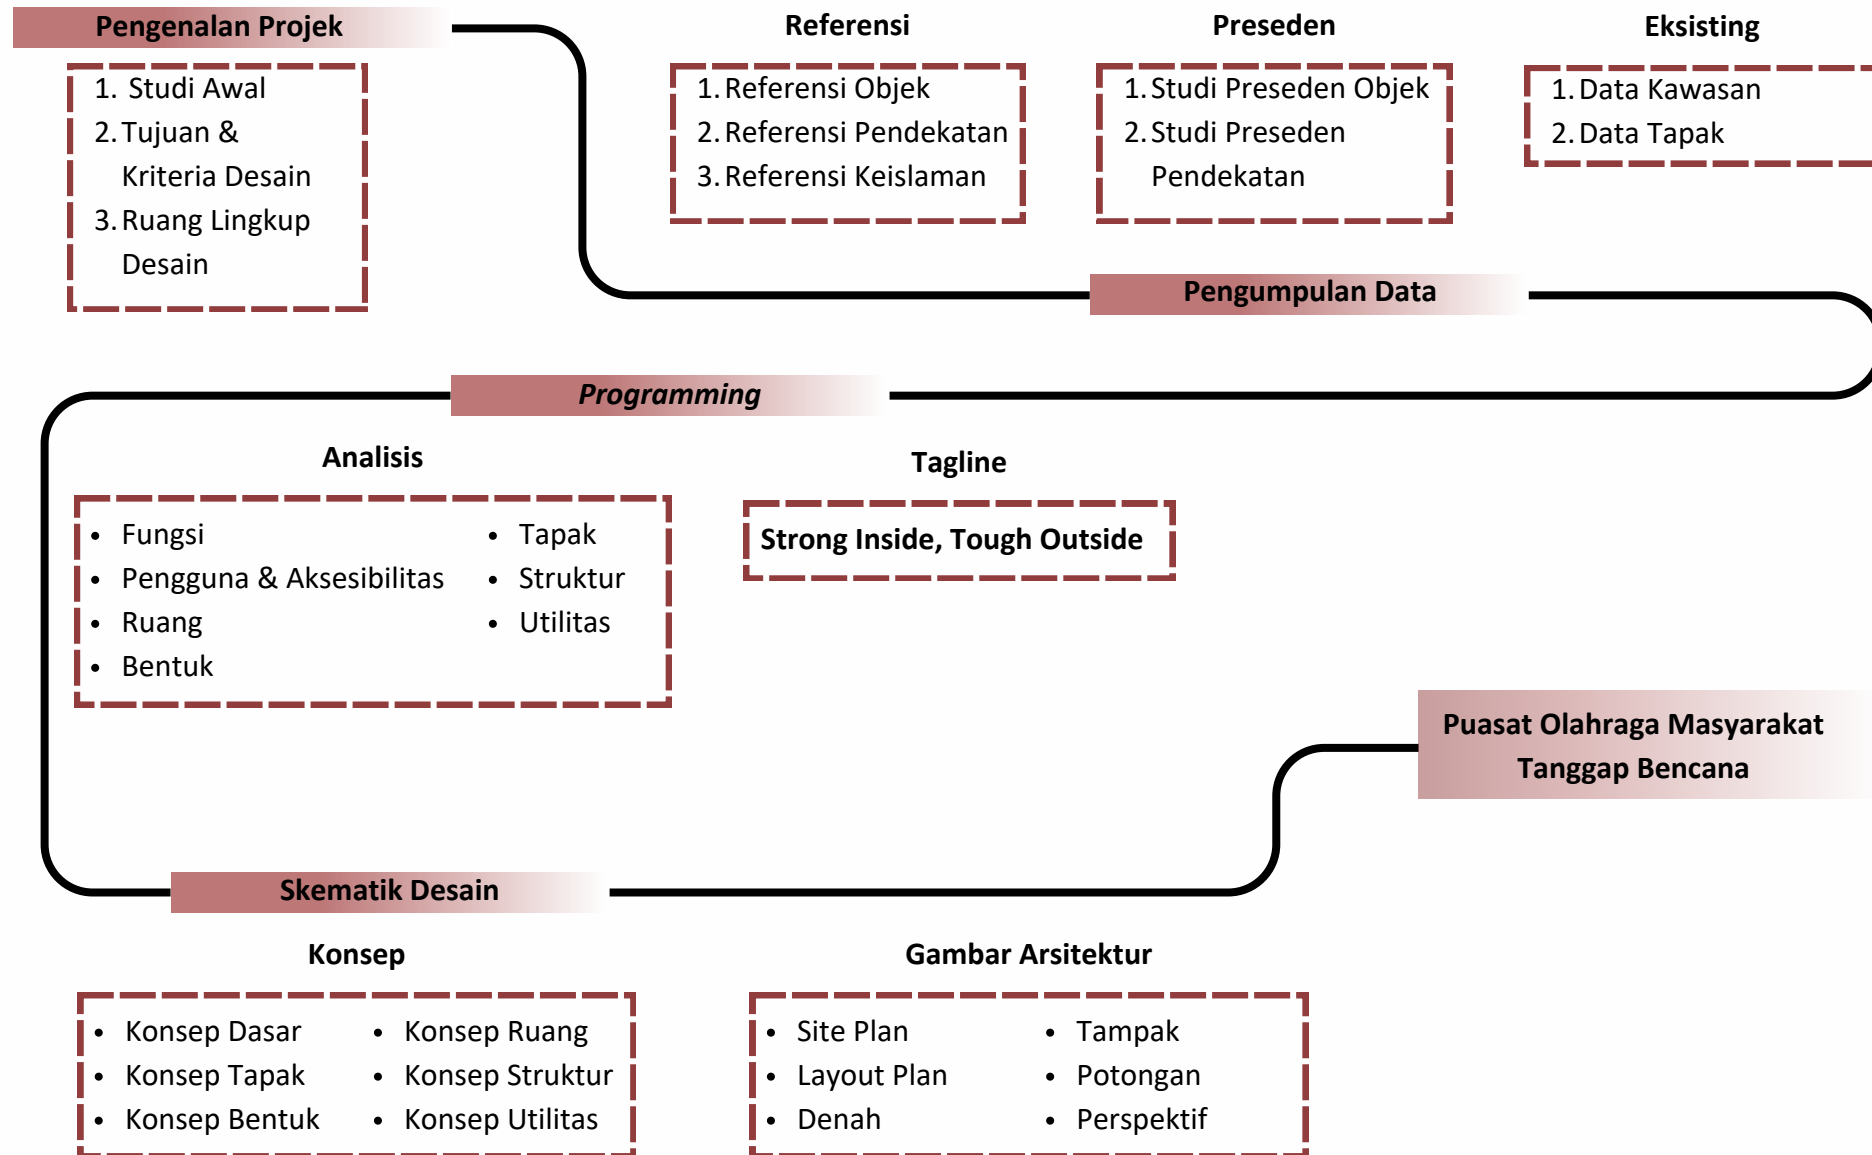 Pengenalan Projek
1. Studi Awal
2. Tujuan &
Kriteria Desain
3. Ruang Lingkup
Desain
Referensi
1. Referensi Objek
2. Referensi Pendekatan
3. Referensi Keislaman
Preseden
1. Studi Preseden Objek
2. Studi Preseden
Pendekatan
Eksisting
1. Data Kawasan
2. Data Tapak
Pengumpulan Data
Programming
Analisis
• Fungsi
• Pengguna & Aksesibilitas
• Ruang
• Bentuk
• Tapak
• Struktur
• Utilitas
Tagline
Strong Inside, Tough Outside
Puasat Olahraga Masyarakat
Tanggap Bencana
Skematik Desain
Konsep
• Konsep Dasar
• Konsep Tapak
• Konsep Bentuk
• Konsep Ruang
• Konsep Struktur
• Konsep Utilitas
Gambar Arsitektur
• Site Plan
• Layout Plan
• Denah
• Tampak
• Potongan
• Perspektif